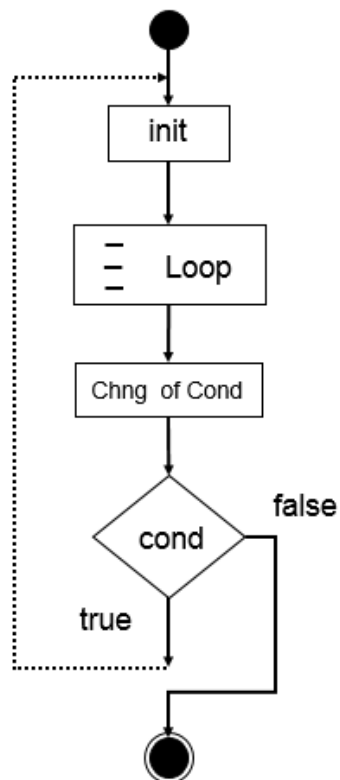 init
Loop
Chng of Cond
cond
false
true